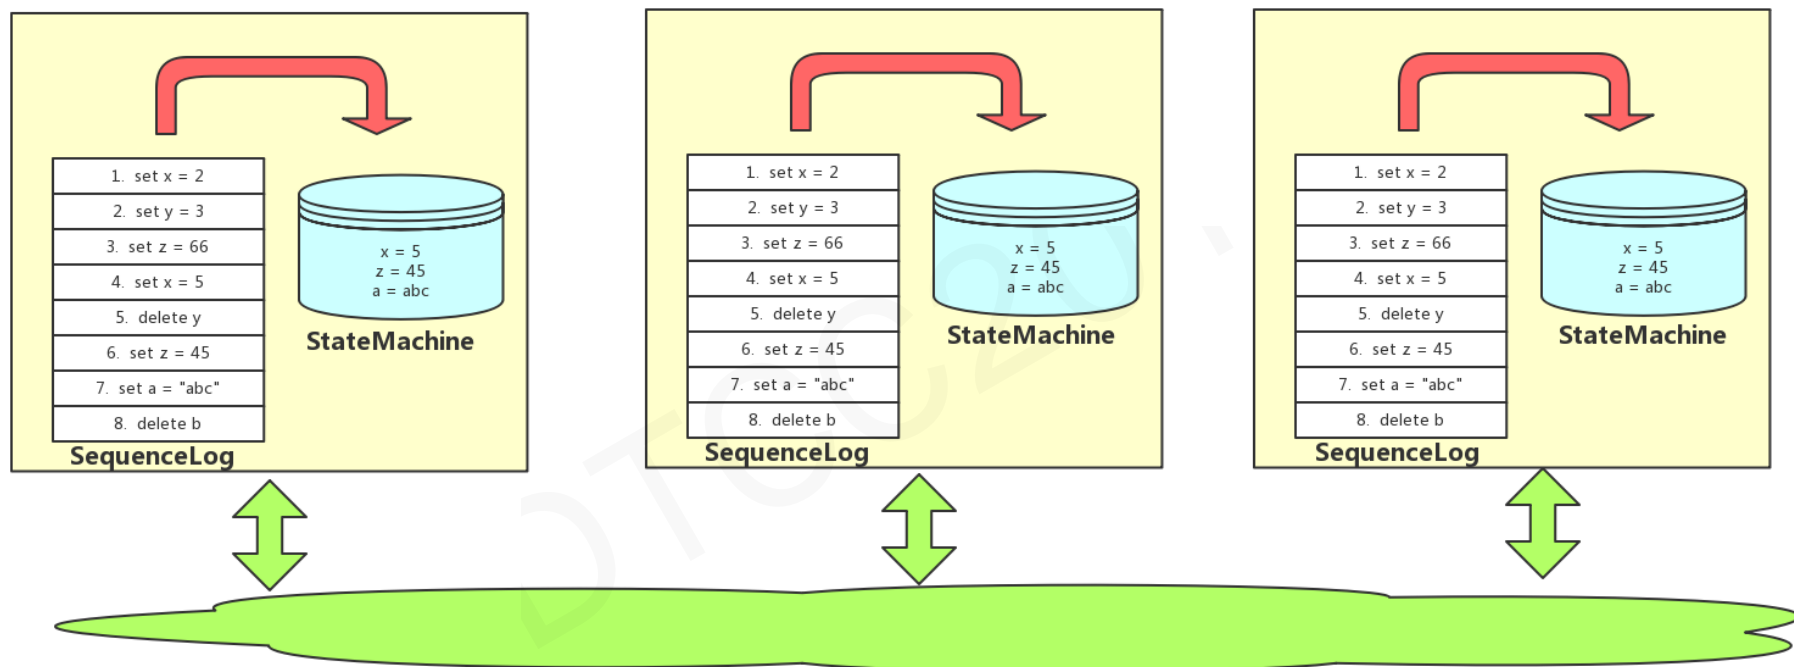 1. set x = 2
2. set y = 3
3. set z = 66
4. set x = 5
5. delete y
6. set z = 45
7. set a = "abc"
8. delete b
SequenceLog
x = 5
z = 45
a = abc
StateMachine
1. set x = 2
2. set y = 3
3. set z = 66
4. set x = 5
5. delete y
6. set z = 45
7. set a = "abc"
8. delete b
SequenceLog
x = 5
z = 45
a = abc
StateMachine
1. set x = 2
2. set y = 3
3. set z = 66
4. set x = 5
5. delete y
6. set z = 45
7. set a = "abc"
8. delete b
SequenceLog
x = 5
z = 45
a = abc
StateMachine